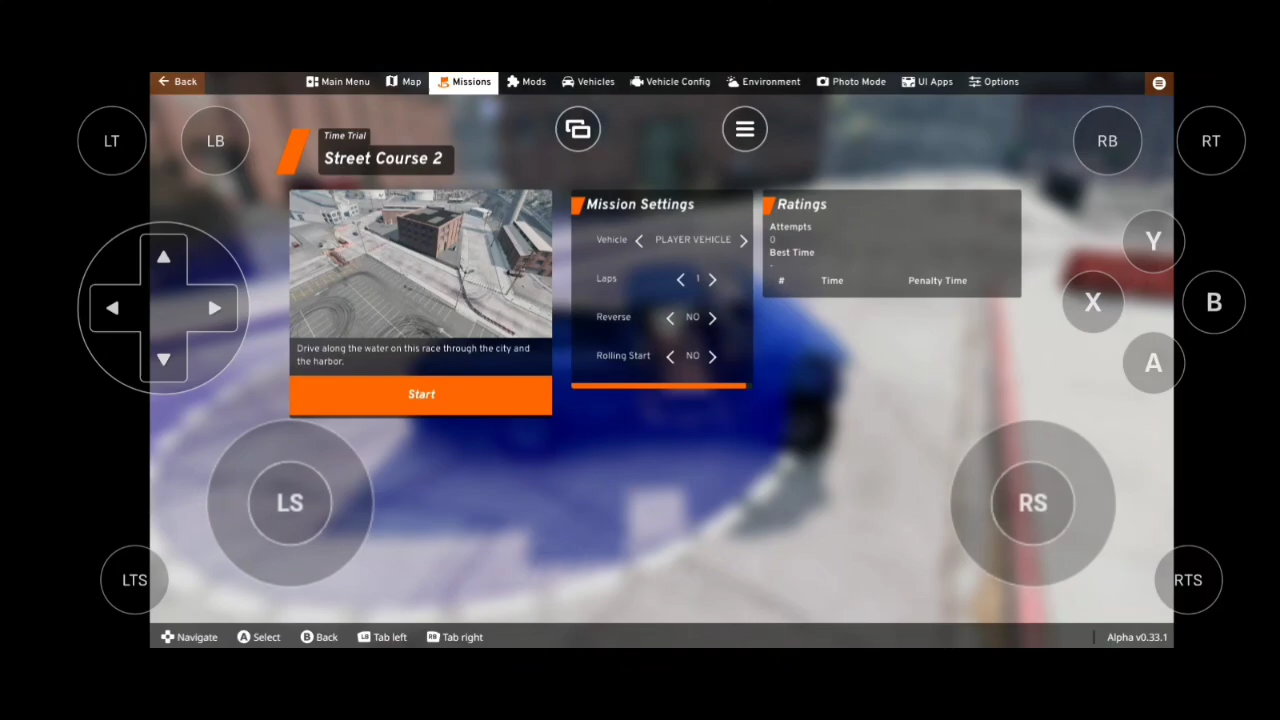 Back Main Menu Map Missions Mods Vehicles Vehicle Config Environment Photo Mode UI Apps Options
LT LB RB RT
Time Trial
Street Course 2
Mission Settings
Vehicle PLAYER VEHICLE
Laps 1
Reverse NO
Rolling Start NO
Ratings
Attempts
0
Best Time
-
# Time Penalty Time
Drive along the water on this race through the city and
the harbor.
Start
Y
X B
A
LS RS
LTS RTS
Navigate A Select B Back LB Tab left RB Tab right | Alpha v0.33.1